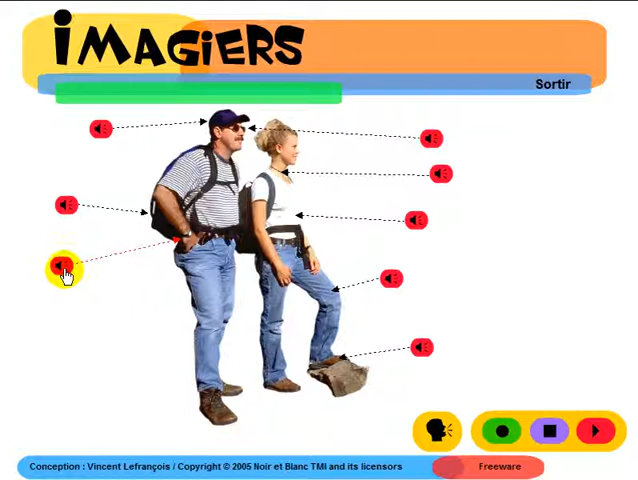 iMAGiERS
Sortir
Conception : Vincent Lefrançois / Copyright © 2005 Noir et Blanc TMI and its licensors
Freeware